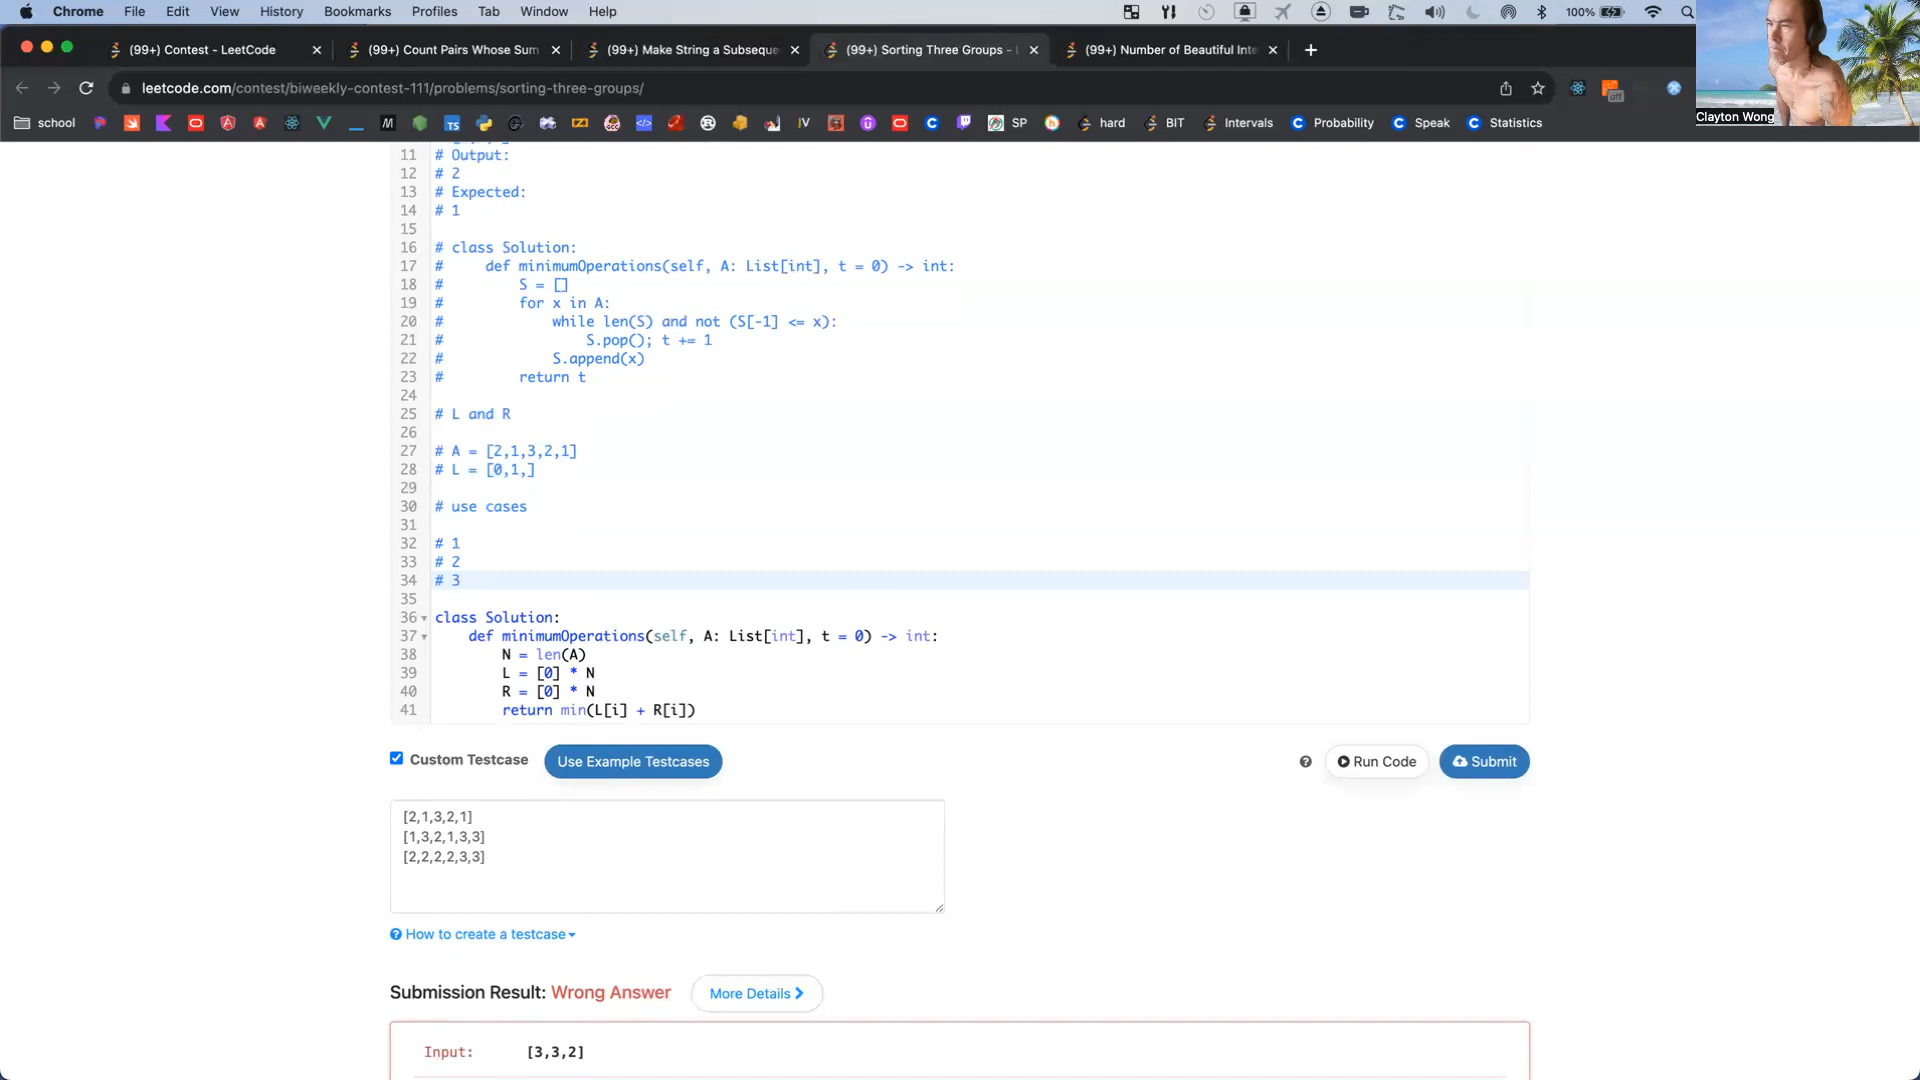 Chrome File Edit View History Bookmarks Profiles Tab Window Help 100%
(99+) Contest - LeetCode (99+) Count Pairs Whose Sum (99+) Make String a Subseque (99+) Sorting Three Groups - L (99+) Number of Beautiful Inte
leetcode.com/contest/biweekly-contest-111/problems/sorting-three-groups/
off
Clayton Wong
school TS IV SP hard BIT Intervals Probability Speak Statistics
11 # Output:
12 # 2
13 # Expected:
14 # 1
15
16 # class Solution:
17 #     def minimumOperations(self, A: List[int], t = 0) -> int:
18 #         S = []
19 #         for x in A:
20 #             while len(S) and not (S[-1] <= x):
21 #                 S.pop(); t += 1
22 #             S.append(x)
23 #         return t
24
25 # L and R
26
27 # A = [2,1,3,2,1]
28 # L = [0,1,]
29
30 # use cases
31
32 # 1
33 # 2
34 # 3
35
36 class Solution:
37     def minimumOperations(self, A: List[int], t = 0) -> int:
38         N = len(A)
39         L = [0] * N
40         R = [0] * N
41         return min(L[i] + R[i])
Custom Testcase Use Example Testcases ? Run Code Submit
[2,1,3,2,1]
[1,3,2,1,3,3]
[2,2,2,2,3,3]
? How to create a testcase
Submission Result: Wrong Answer More Details
Input: [3,3,2]